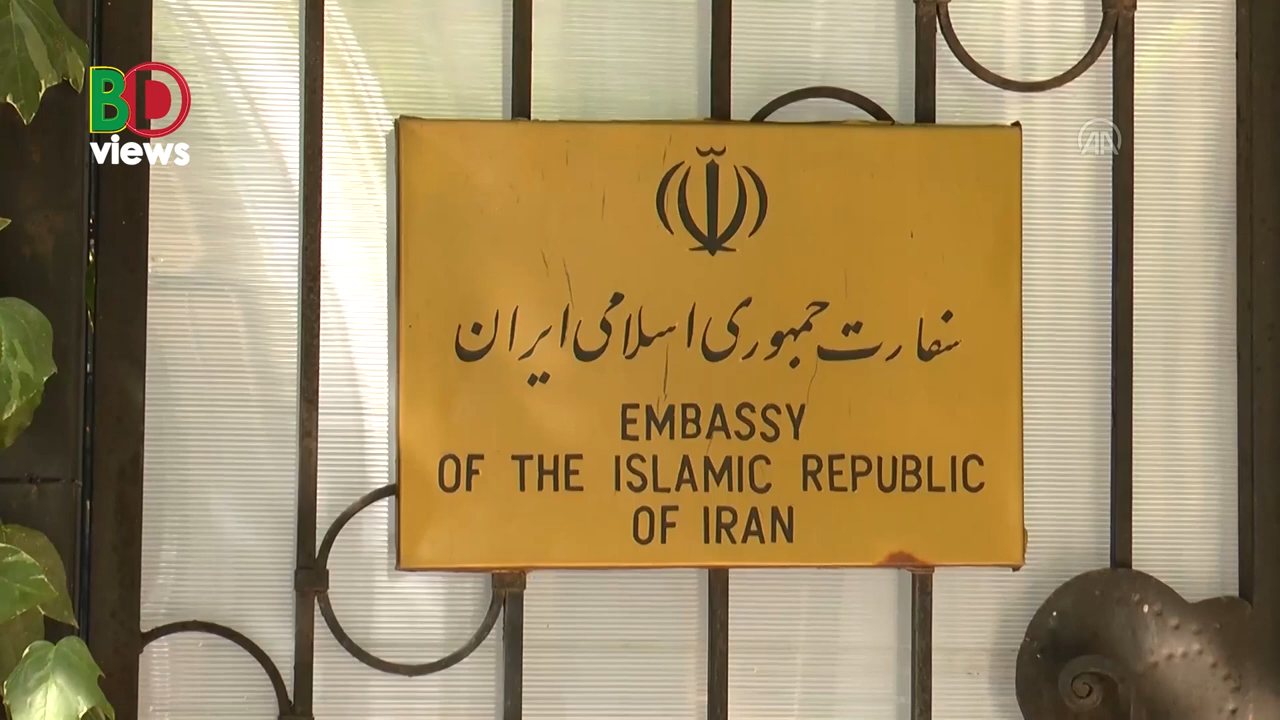 BD
views
AA
سفارت جمهوری اسلامی ایران
EMBASSY
OF THE ISLAMIC REPUBLIC
OF IRAN